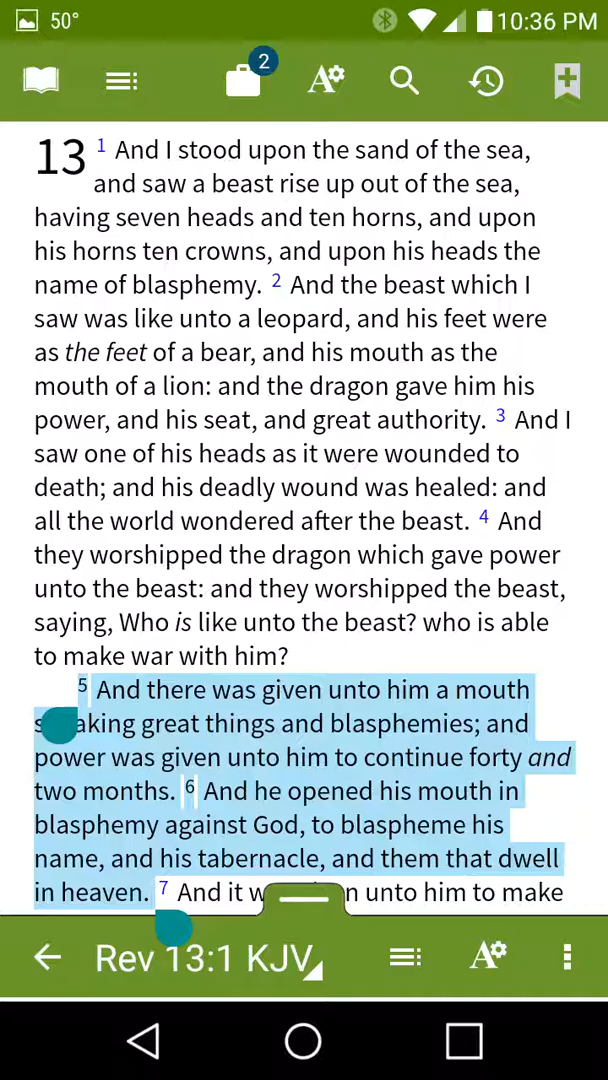 50°
10:36 PM
2
13 1 And I stood upon the sand of the sea,
and saw a beast rise up out of the sea,
having seven heads and ten horns, and upon
his horns ten crowns, and upon his heads the
name of blasphemy. 2 And the beast which I
saw was like unto a leopard, and his feet were
as the feet of a bear, and his mouth as the
mouth of a lion: and the dragon gave him his
power, and his seat, and great authority. 3 And I
saw one of his heads as it were wounded to
death; and his deadly wound was healed: and
all the world wondered after the beast. 4 And
they worshipped the dragon which gave power
unto the beast: and they worshipped the beast,
saying, Who is like unto the beast? who is able
to make war with him?
5 And there was given unto him a mouth
aking great things and blasphemies; and
power was given unto him to continue forty and
two months. 6 And he opened his mouth in
blasphemy against God, to blaspheme his
name, and his tabernacle, and them that dwell
in heaven. 7 And it unto him to make
Rev 13:1 KJV